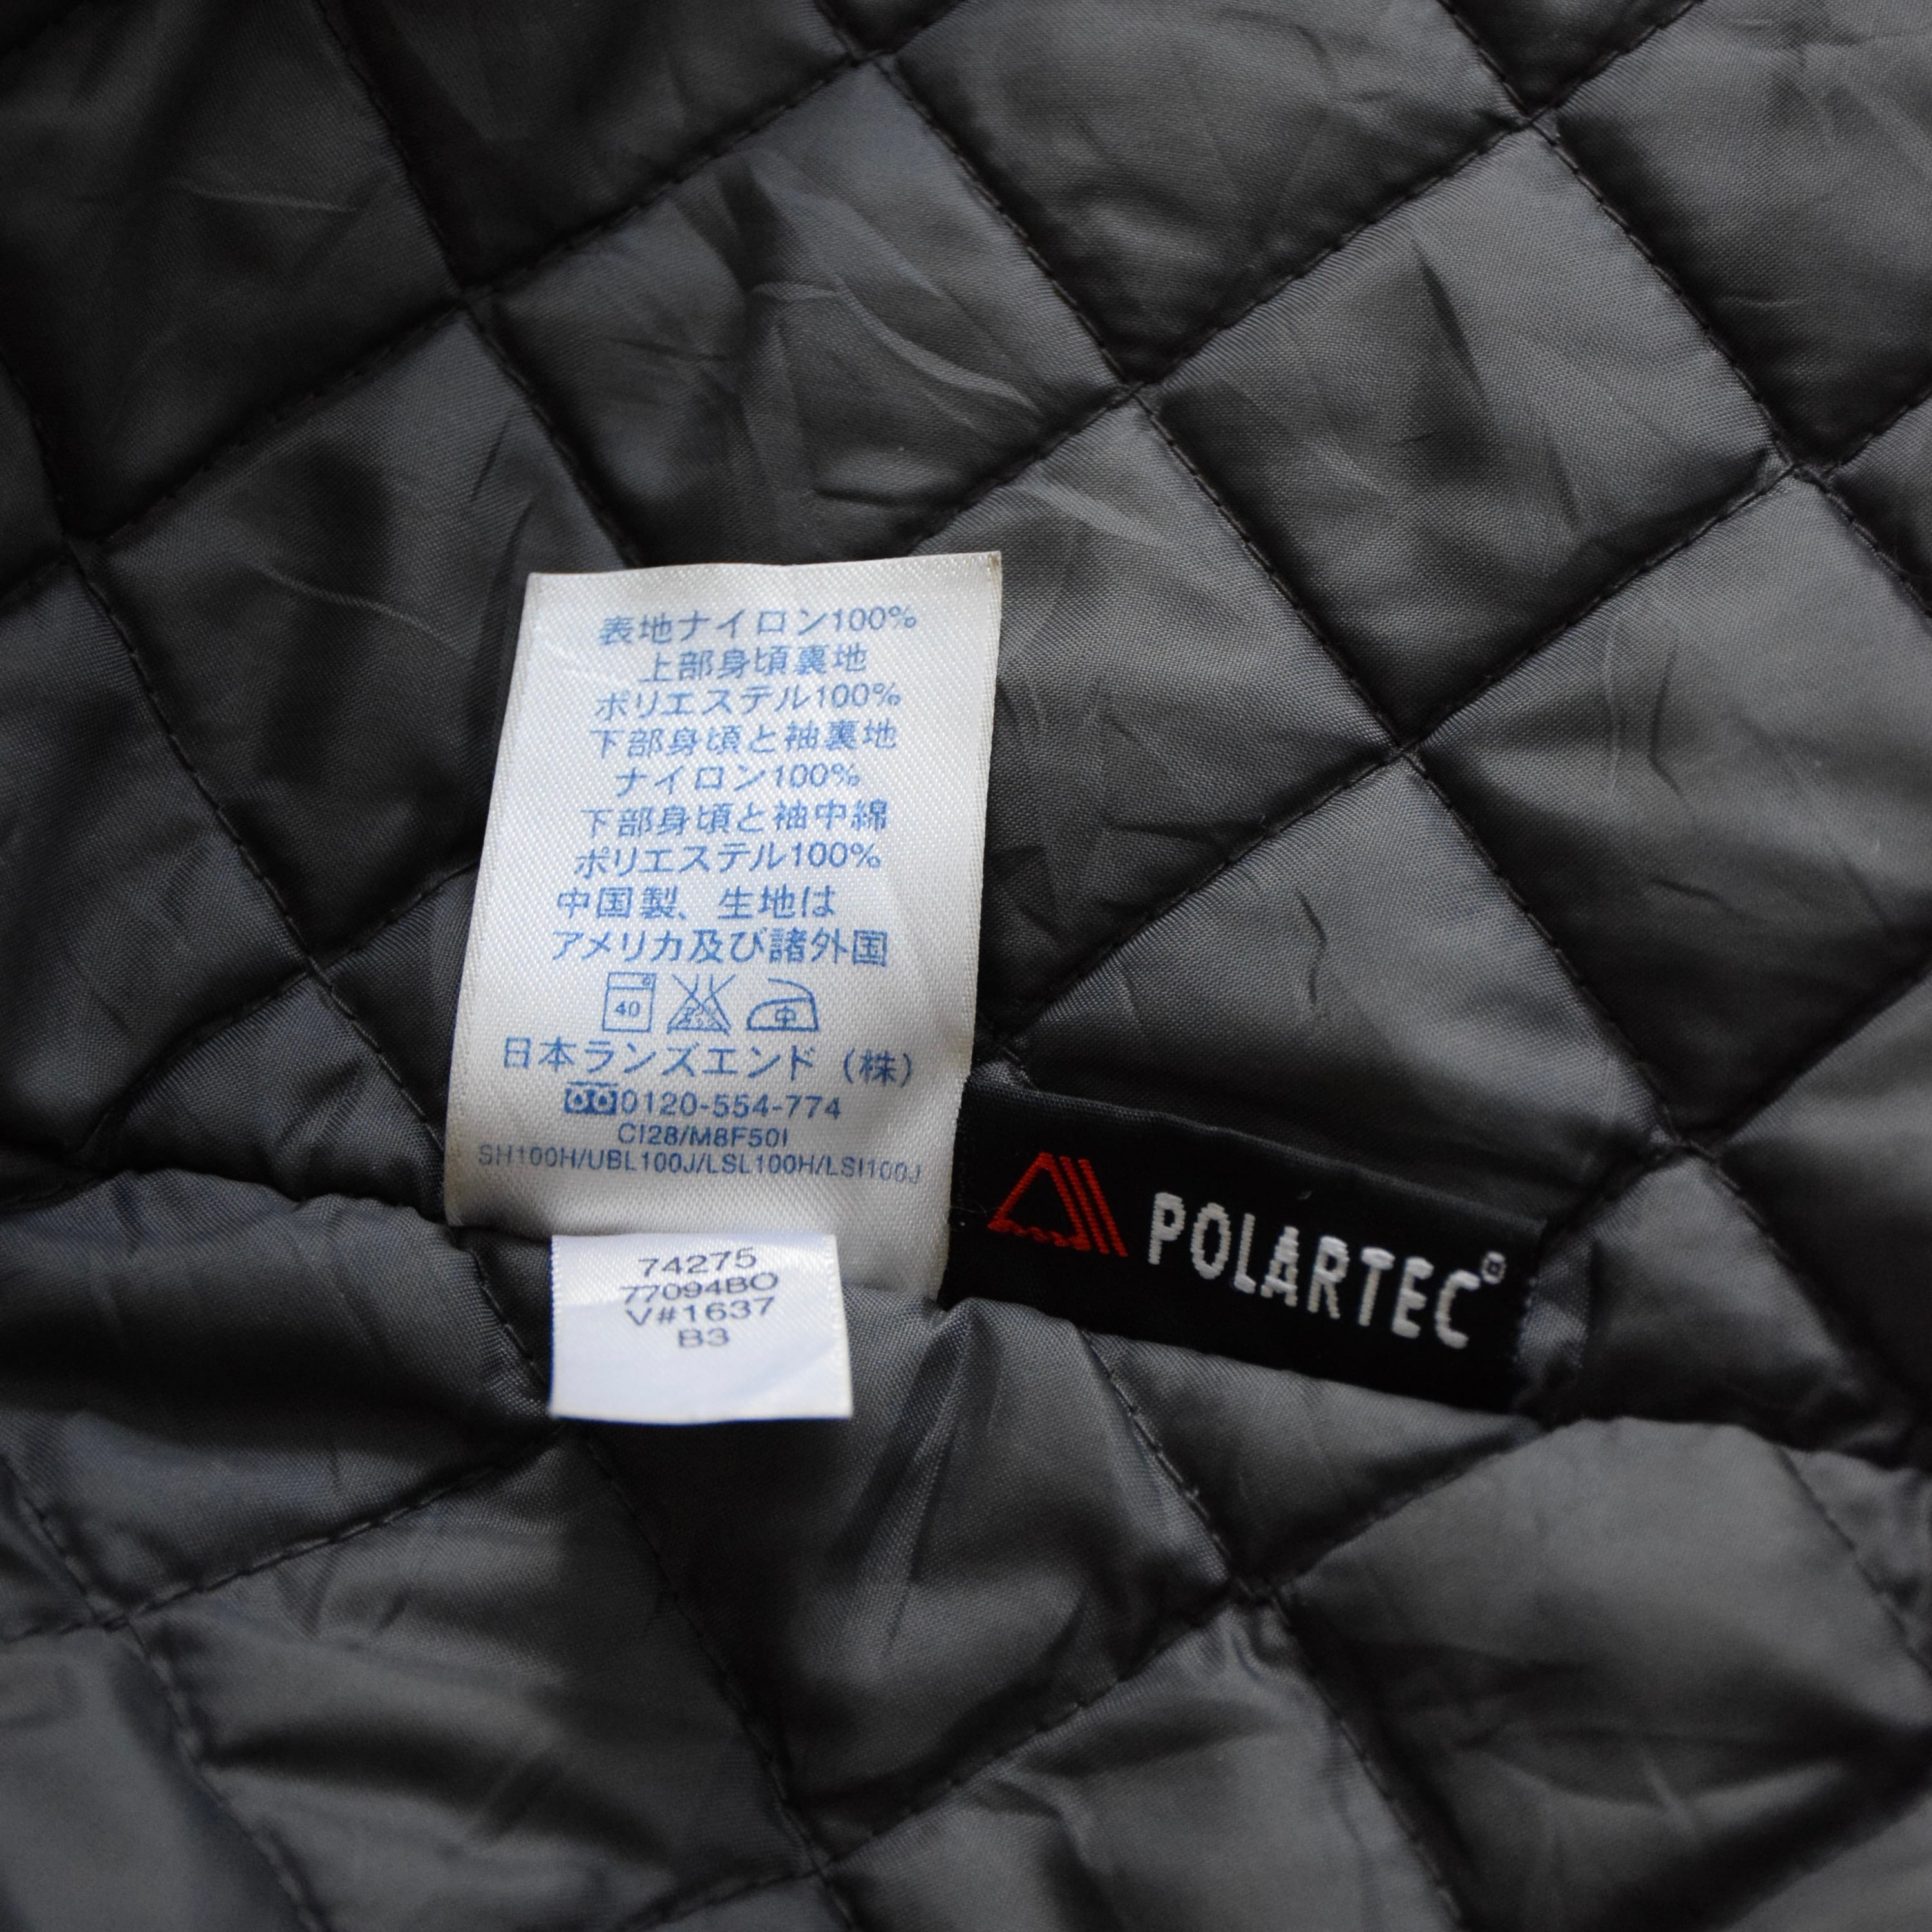 表地ナイロン100%
上部身頃裏地
ポリエステル100%
下部身頃と袖裏地
ナイロン100%
下部身頃と袖中綿
ポリエステル100%
中国製、生地は
アメリカ及び諸外国
40 中
日本ランズエンド（株）
0120-554-774
CI28/M8F50I
SH100H/UBL100J/LSL100H/LSI100J
74275
77094BO
V#1637
B3
POLARTEC®